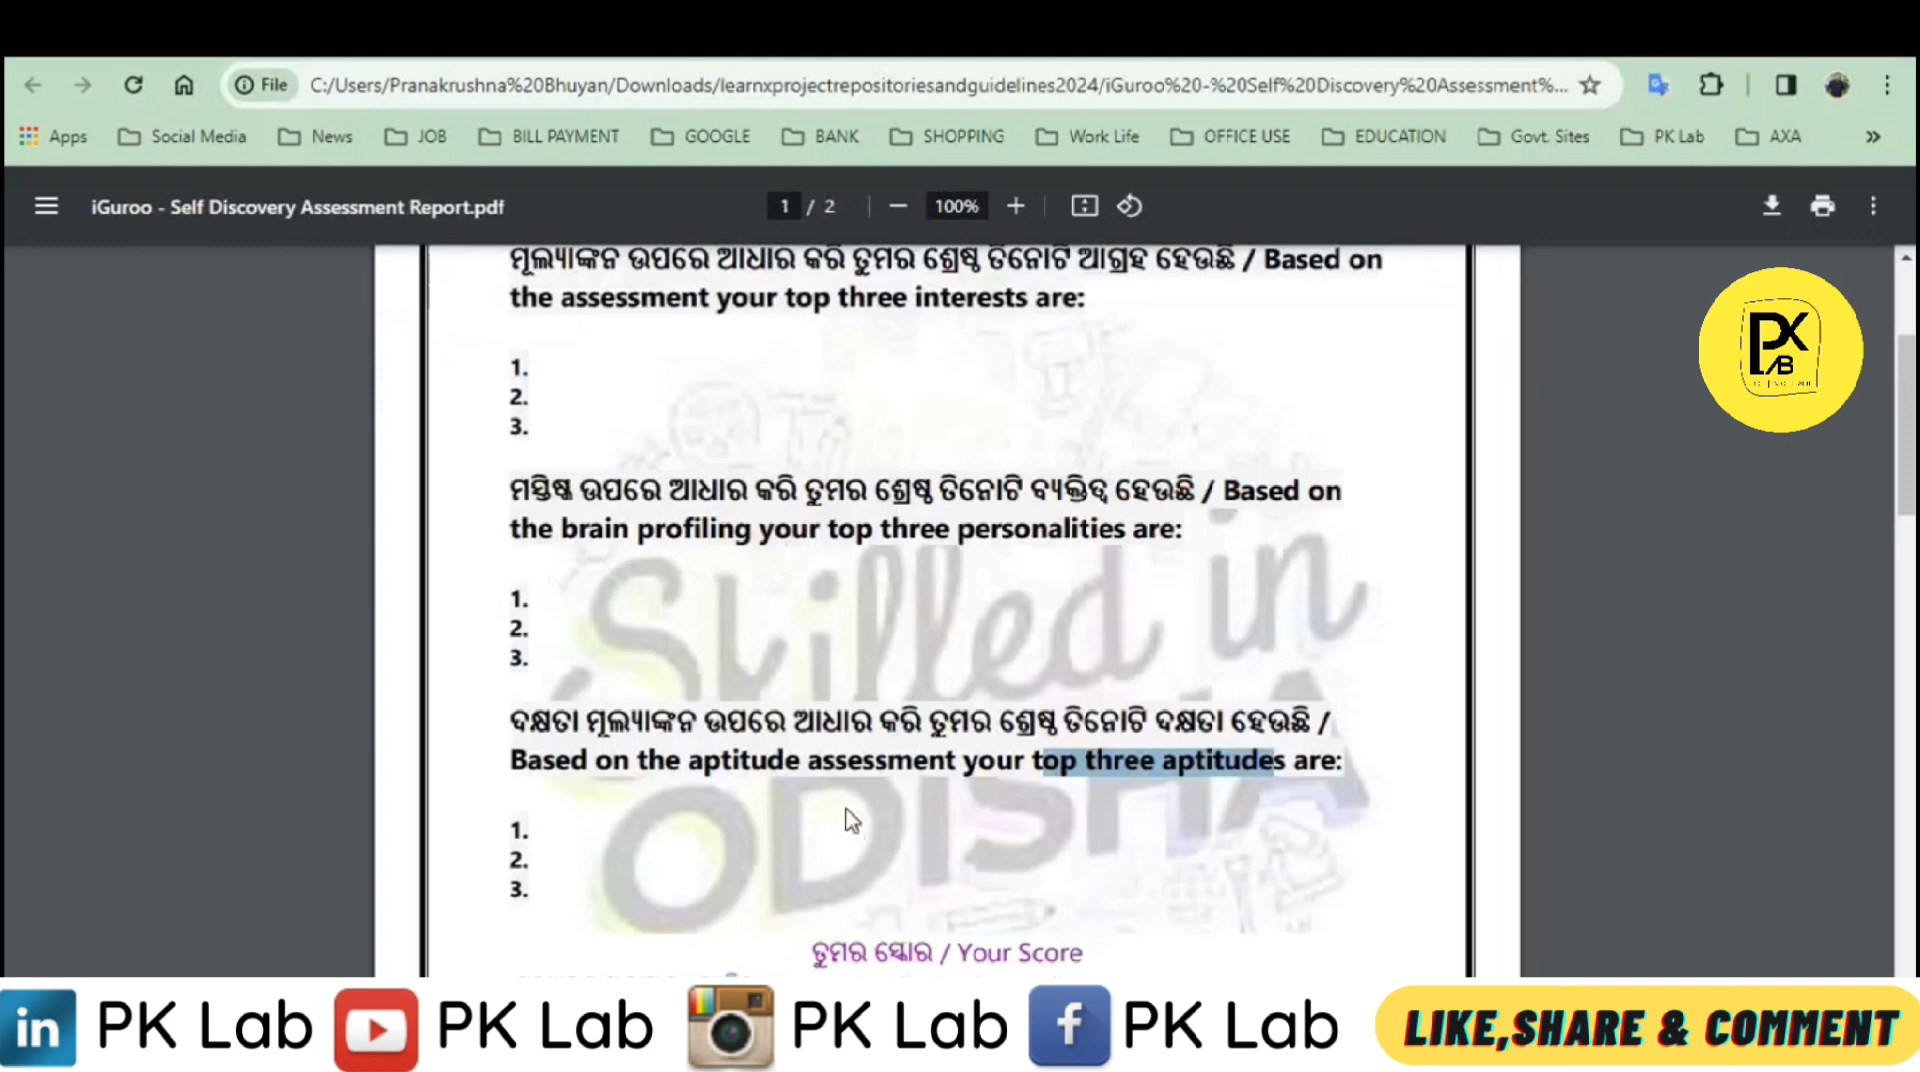 File
C:/Users/Pranakrushna%20Bhuyan/Downloads/learnxprojectrepositoriesandguidelines2024/iGuroo%20-%20Self%20Discovery%20Assessment%...
Apps Social Media News JOB BILL PAYMENT GOOGLE BANK SHOPPING Work Life OFFICE USE EDUCATION Govt. Sites PK Lab AXA »
iGuroo - Self Discovery Assessment Report.pdf 1 / 2 — 100% +
ମୂଲ୍ୟାଙ୍କନ ଉପରେ ଆଧାର କରି ତୁମର ଶ୍ରେଷ୍ଠ ତିନୋଟି ଆଗ୍ରହ ହେଉଛି / Based on
the assessment your top three interests are:
1.
2.
3.
ମସ୍ତିଷ୍କ ଉପରେ ଆଧାର କରି ତୁମର ଶ୍ରେଷ୍ଠ ତିନୋଟି ବ୍ୟକ୍ତିତ୍ୱ ହେଉଛି / Based on
the brain profiling your top three personalities are:
1.
2.
3.
ଦକ୍ଷତା ମୂଲ୍ୟାଙ୍କନ ଉପରେ ଆଧାର କରି ତୁମର ଶ୍ରେଷ୍ଠ ତିନୋଟି ଦକ୍ଷତା ହେଉଛି /
Based on the aptitude assessment your top three aptitudes are:
1.
2.
3.
Skilled in
ODISHA
ତୁମର ସ୍କୋର / Your Score
PK LAB
in PK Lab PK Lab PK Lab f PK Lab LIKE,SHARE & COMMENT